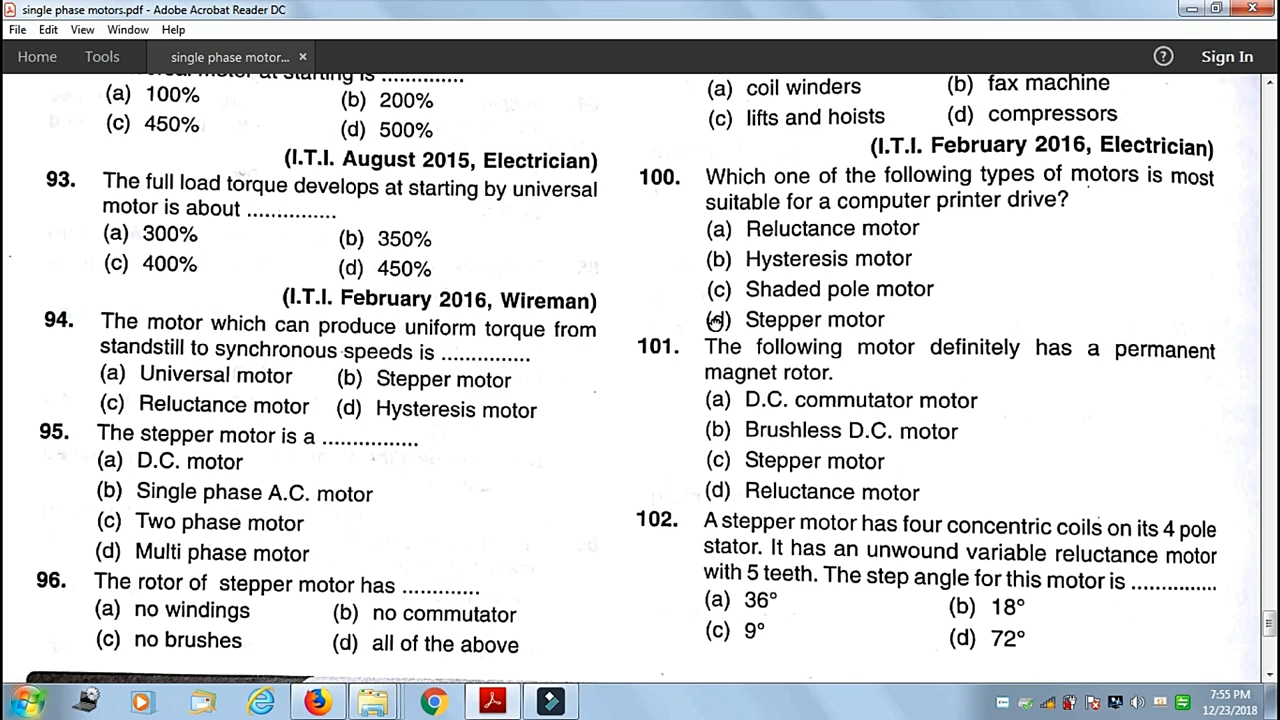 single phase motors.pdf - Adobe Acrobat Reader DC
File Edit View Window Help
Home Tools single phase motor... × ? Sign In
motor at starting is ..............
(a) 100% (b) 200%
(c) 450% (d) 500%
(I.T.I. August 2015, Electrician)
93. The full load torque develops at starting by universal
motor is about ...............
(a) 300% (b) 350%
(c) 400% (d) 450%
(I.T.I. February 2016, Wireman)
94. The motor which can produce uniform torque from
standstill to synchronous speeds is ...............
(a) Universal motor (b) Stepper motor
(c) Reluctance motor (d) Hysteresis motor
95. The stepper motor is a ................
(a) D.C. motor
(b) Single phase A.C. motor
(c) Two phase motor
(d) Multi phase motor
96. The rotor of stepper motor has .............
(a) no windings (b) no commutator
(c) no brushes (d) all of the above
(a) coil winders (b) fax machine
(c) lifts and hoists (d) compressors
(I.T.I. February 2016, Electrician)
100. Which one of the following types of motors is most
suitable for a computer printer drive?
(a) Reluctance motor
(b) Hysteresis motor
(c) Shaded pole motor
(d) Stepper motor
101. The following motor definitely has a permanent
magnet rotor.
(a) D.C. commutator motor
(b) Brushless D.C. motor
(c) Stepper motor
(d) Reluctance motor
102. A stepper motor has four concentric coils on its 4 pole
stator. It has an unwound variable reluctance motor
with 5 teeth. The step angle for this motor is ..............
(a) 36° (b) 18°
(c) 9° (d) 72°
7:55 PM
12/23/2018